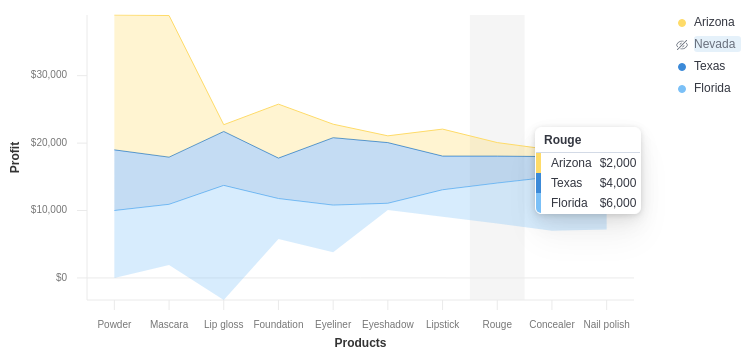 Arizona
Nevada
Texas
Florida
Profit
$30,000
$20,000
$10,000
$0
Rouge
Arizona $2,000
Texas $4,000
Florida $6,000
Powder Mascara Lip gloss Foundation Eyeliner Eyeshadow Lipstick Rouge Concealer Nail polish
Products